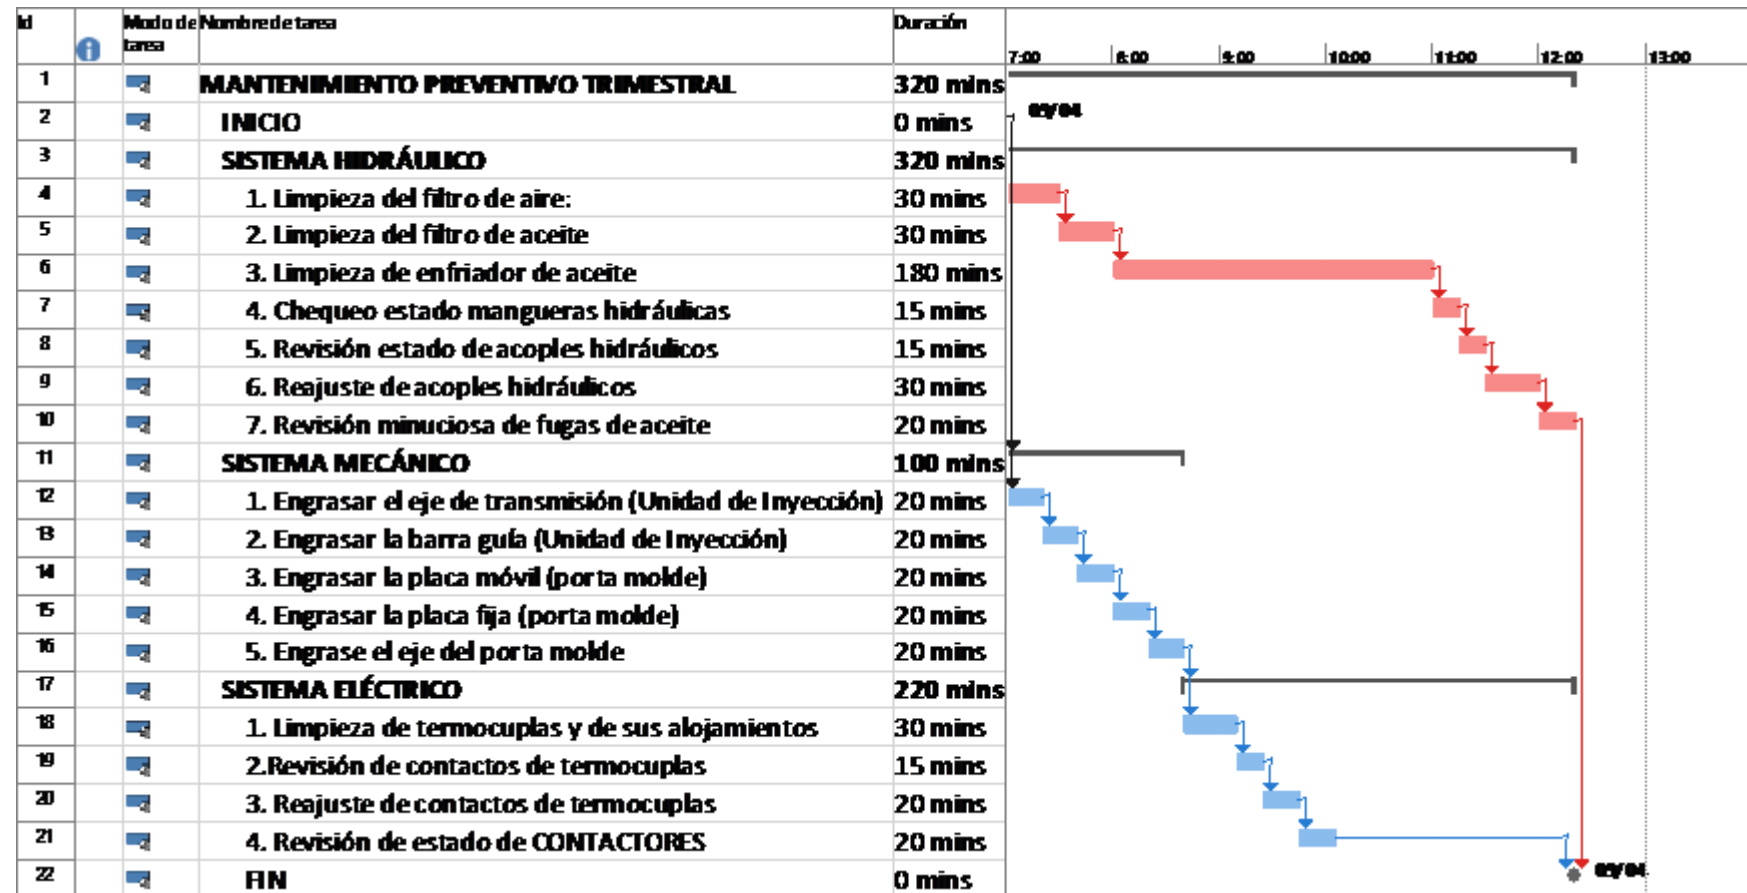 Id Modo de tarea Nombre de tarea Duración 7:00 8:00 9:00 10:00 11:00 12:00 13:00
1 MANTENIMIENTO PREVENTIVO TRIMESTRAL 320 mins
2 INICIO 0 mins 09/04
3 SISTEMA HIDRÁULICO 320 mins
4 1. Limpieza del filtro de aire: 30 mins
5 2. Limpieza del filtro de aceite 30 mins
6 3. Limpieza de enfriador de aceite 180 mins
7 4. Chequeo estado mangueras hidráulicas 15 mins
8 5. Revisión estado de acoples hidráulicos 15 mins
9 6. Reajuste de acoples hidráulicos 30 mins
10 7. Revisión minuciosa de fugas de aceite 20 mins
11 SISTEMA MECÁNICO 100 mins
12 1. Engrasar el eje de transmisión (Unidad de Inyección) 20 mins
13 2. Engrasar la barra guía (Unidad de Inyección) 20 mins
14 3. Engrasar la placa móvil (porta molde) 20 mins
15 4. Engrasar la placa fija (porta molde) 20 mins
16 5. Engrase el eje del porta molde 20 mins
17 SISTEMA ELÉCTRICO 220 mins
18 1. Limpieza de termocuplas y de sus alojamientos 30 mins
19 2.Revisión de contactos de termocuplas 15 mins
20 3. Reajuste de contactos de termocuplas 20 mins
21 4. Revisión de estado de CONTACTORES 20 mins
22 FIN 0 mins 09/04